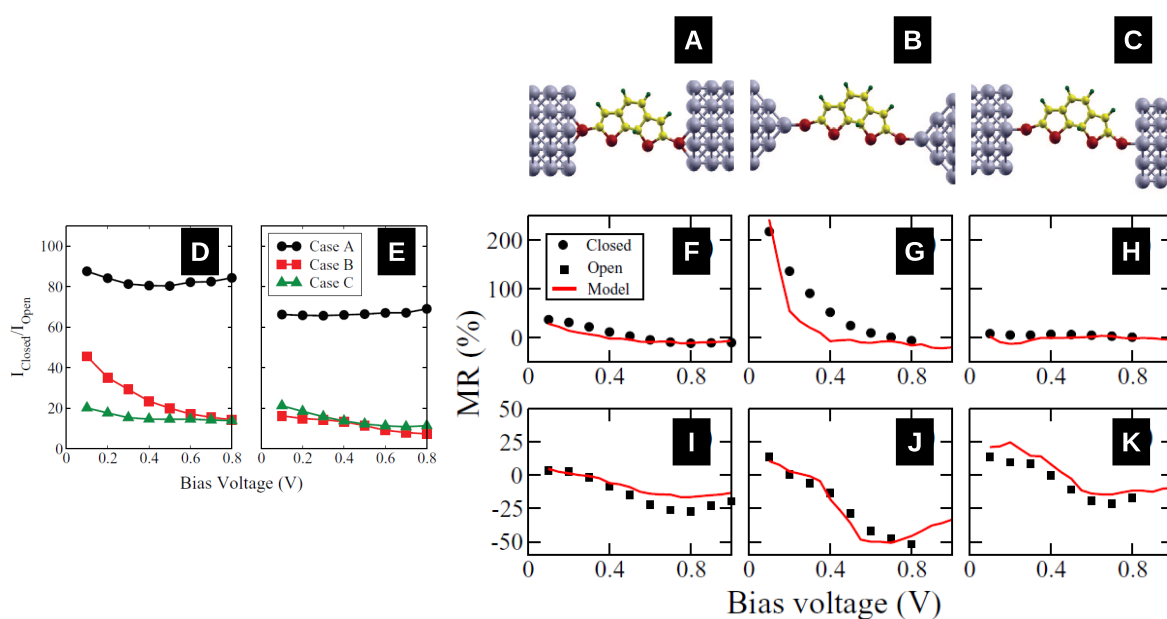 A B C
D E F G H
I J K
I_Closed/I_Open
100
80
60
40
20
0
0 0.2 0.4 0.6 0.8
0 0.2 0.4 0.6 0.8
Bias Voltage (V)
Case A
Case B
Case C
MR (%)
200
100
0
Closed
Open
Model
0 0.4 0.8
0 0.4 0.8
0 0.4 0.8
50
25
0
-25
-50
0 0.4 0.8
0 0.4 0.8
0 0.4 0.8
Bias voltage (V)